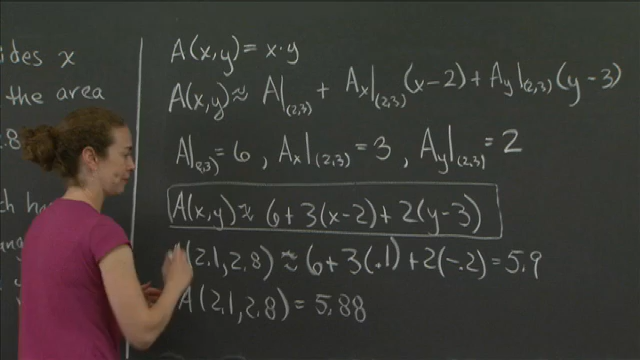 ides x
the area
2.8
A(x,y) = x·y
A(x,y) ≈ A|(2,3) + Ax|(2,3)(x-2) + Ay|(2,3)(y-3)
A|(2,3) = 6 , Ax|(2,3) = 3 , Ay|(2,3) = 2
A(x,y) ≈ 6+3(x-2)+2(y-3)
(2.1,2.8) ≈ 6+3(.1)+2(-.2) = 5.9
A(2.1,2.8) = 5.88